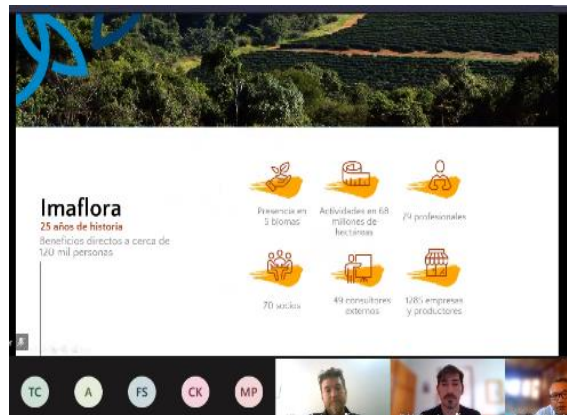 Imaflora
25 años de historia
Beneficios directos a cerca de
120 mil personas
Presencia en
5 biomas
Actividades en 68
millones de
hectáreas
79 profesionales
70 socios
49 consultores
externos
1285 empresas
y productores
TC
A
FS
CK
MP